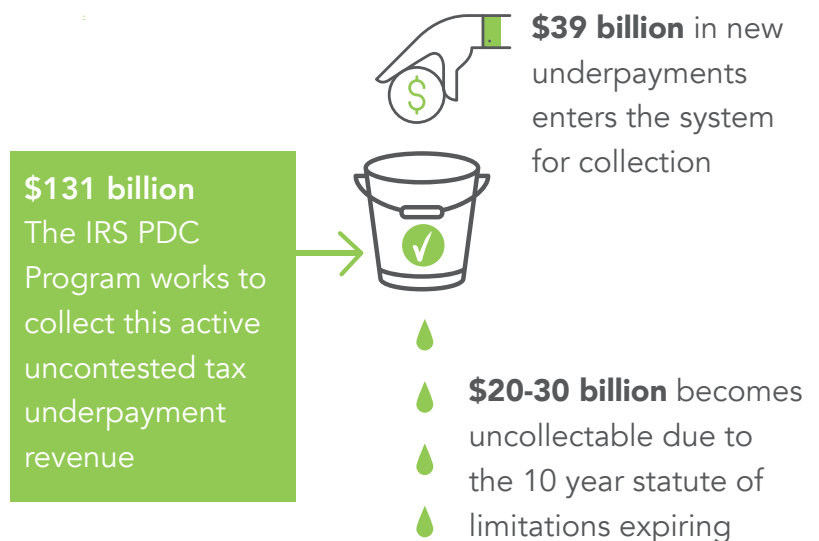 $39 billion in new
underpayments
enters the system
for collection
$
$131 billion
The IRS PDC
Program works to
collect this active
uncontested tax
underpayment
revenue
$20-30 billion becomes
uncollectable due to
the 10 year statute of
limitations expiring